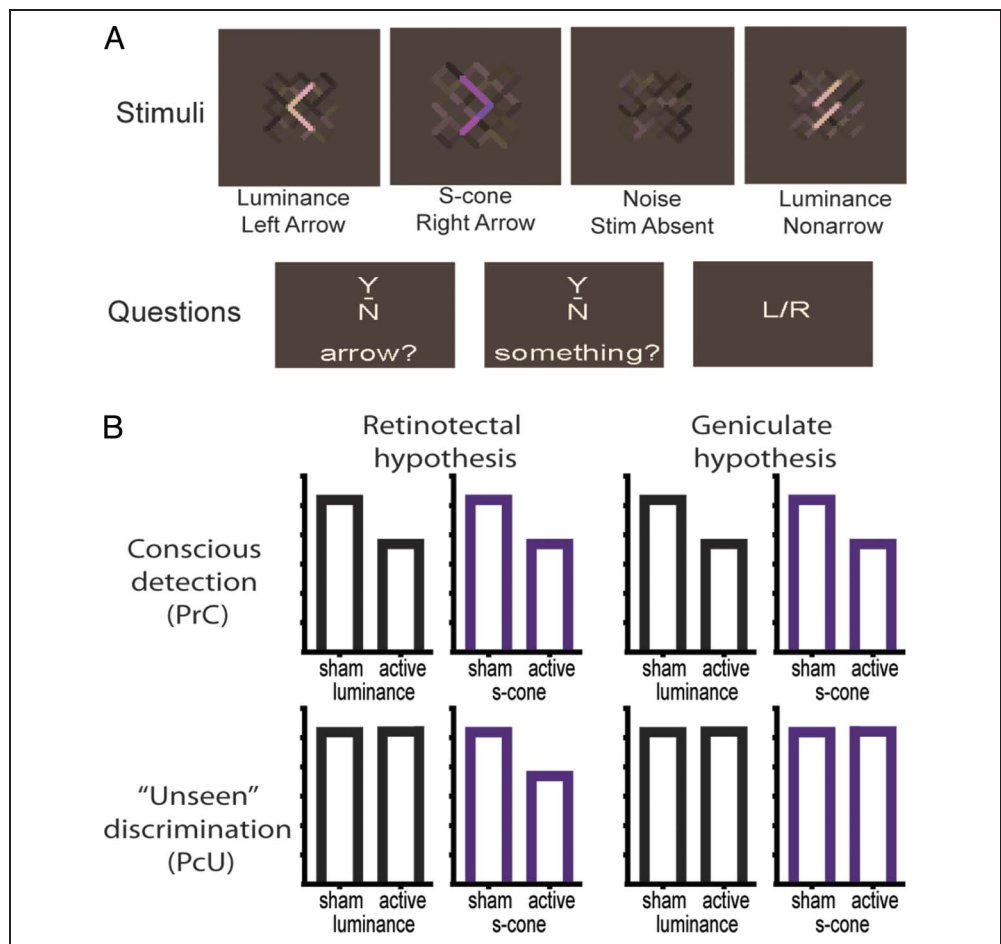 A
Stimuli
Luminance
Left Arrow
S-cone
Right Arrow
Noise
Stim Absent
Luminance
Nonarrow
Questions
Y
N
arrow?
Y
N
something?
L/R
B
Retinotectal
hypothesis
Geniculate
hypothesis
Conscious
detection
(PrC)
sham active
luminance
sham active
s-cone
sham active
luminance
sham active
s-cone
“Unseen”
discrimination
(PcU)
sham active
luminance
sham active
s-cone
sham active
luminance
sham active
s-cone